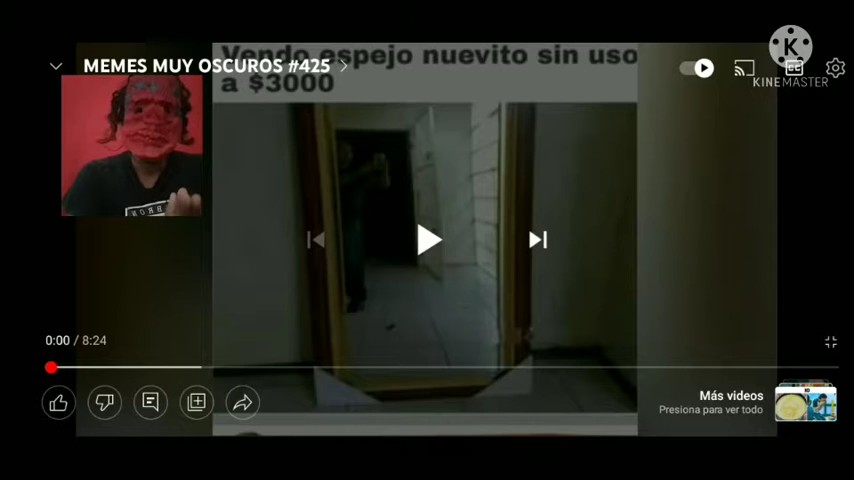 Vendo espejo nuevito sin uso
a $3000
MEMES MUY OSCUROS #425
K
CC
KINEMASTER
0:00 / 8:24
Más videos
Presiona para ver todo